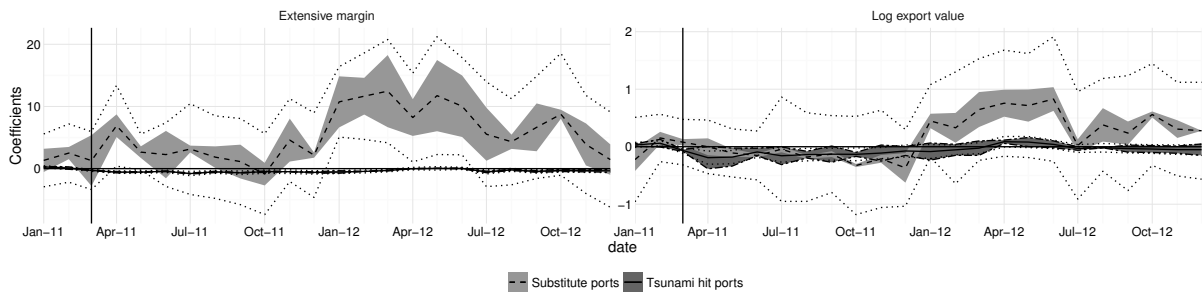 Extensive margin
Log export value
Coefficients
20
10
0
2
1
0
−1
Jan−11 Apr−11 Jul−11 Oct−11 Jan−12 Apr−12 Jul−12 Oct−12 Jan−11 Apr−11 Jul−11 Oct−11 Jan−12 Apr−12 Jul−12 Oct−12
date
Substitute ports Tsunami hit ports